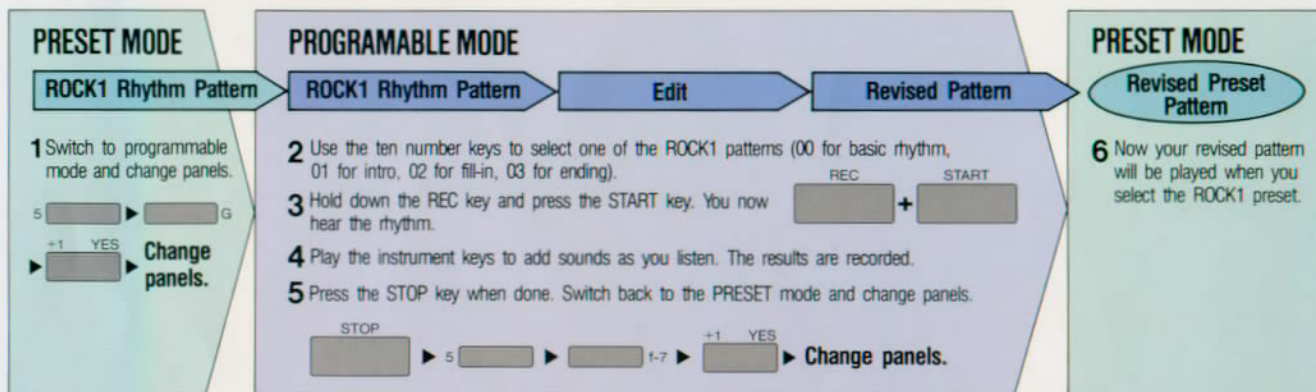 PRESET MODE
ROCK1 Rhythm Pattern
1 Switch to programmable
mode and change panels.
5 ▶ G
+1 YES
▶ ▶ Change
panels.
PROGRAMABLE MODE
ROCK1 Rhythm Pattern
Edit
Revised Pattern
2 Use the ten number keys to select one of the ROCK1 patterns (00 for basic rhythm,
01 for intro, 02 for fill-in, 03 for ending).
3 Hold down the REC key and press the START key. You now
hear the rhythm.
REC START
+
4 Play the instrument keys to add sounds as you listen. The results are recorded.
5 Press the STOP key when done. Switch back to the PRESET mode and change panels.
STOP +1 YES
▶ 5 ▶ f-7 ▶ ▶ Change panels.
PRESET MODE
Revised Preset
Pattern
6 Now your revised pattern
will be played when you
select the ROCK1 preset.